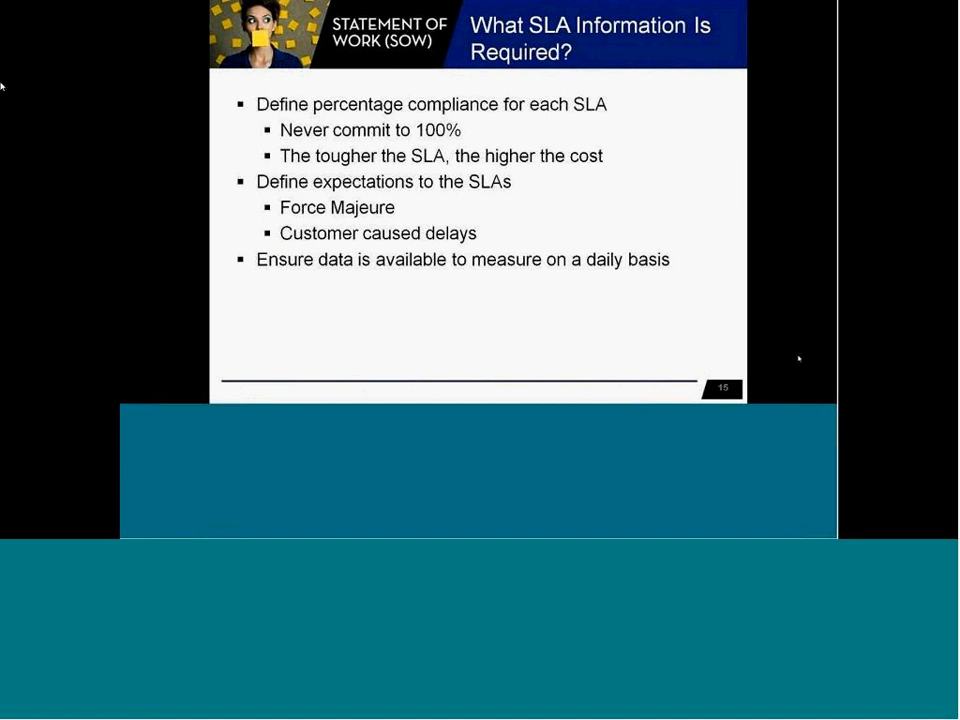 STATEMENT OF
WORK (SOW)
What SLA Information Is
Required?
▪ Define percentage compliance for each SLA
▪ Never commit to 100%
▪ The tougher the SLA, the higher the cost
▪ Define expectations to the SLAs
▪ Force Majeure
▪ Customer caused delays
▪ Ensure data is available to measure on a daily basis
15